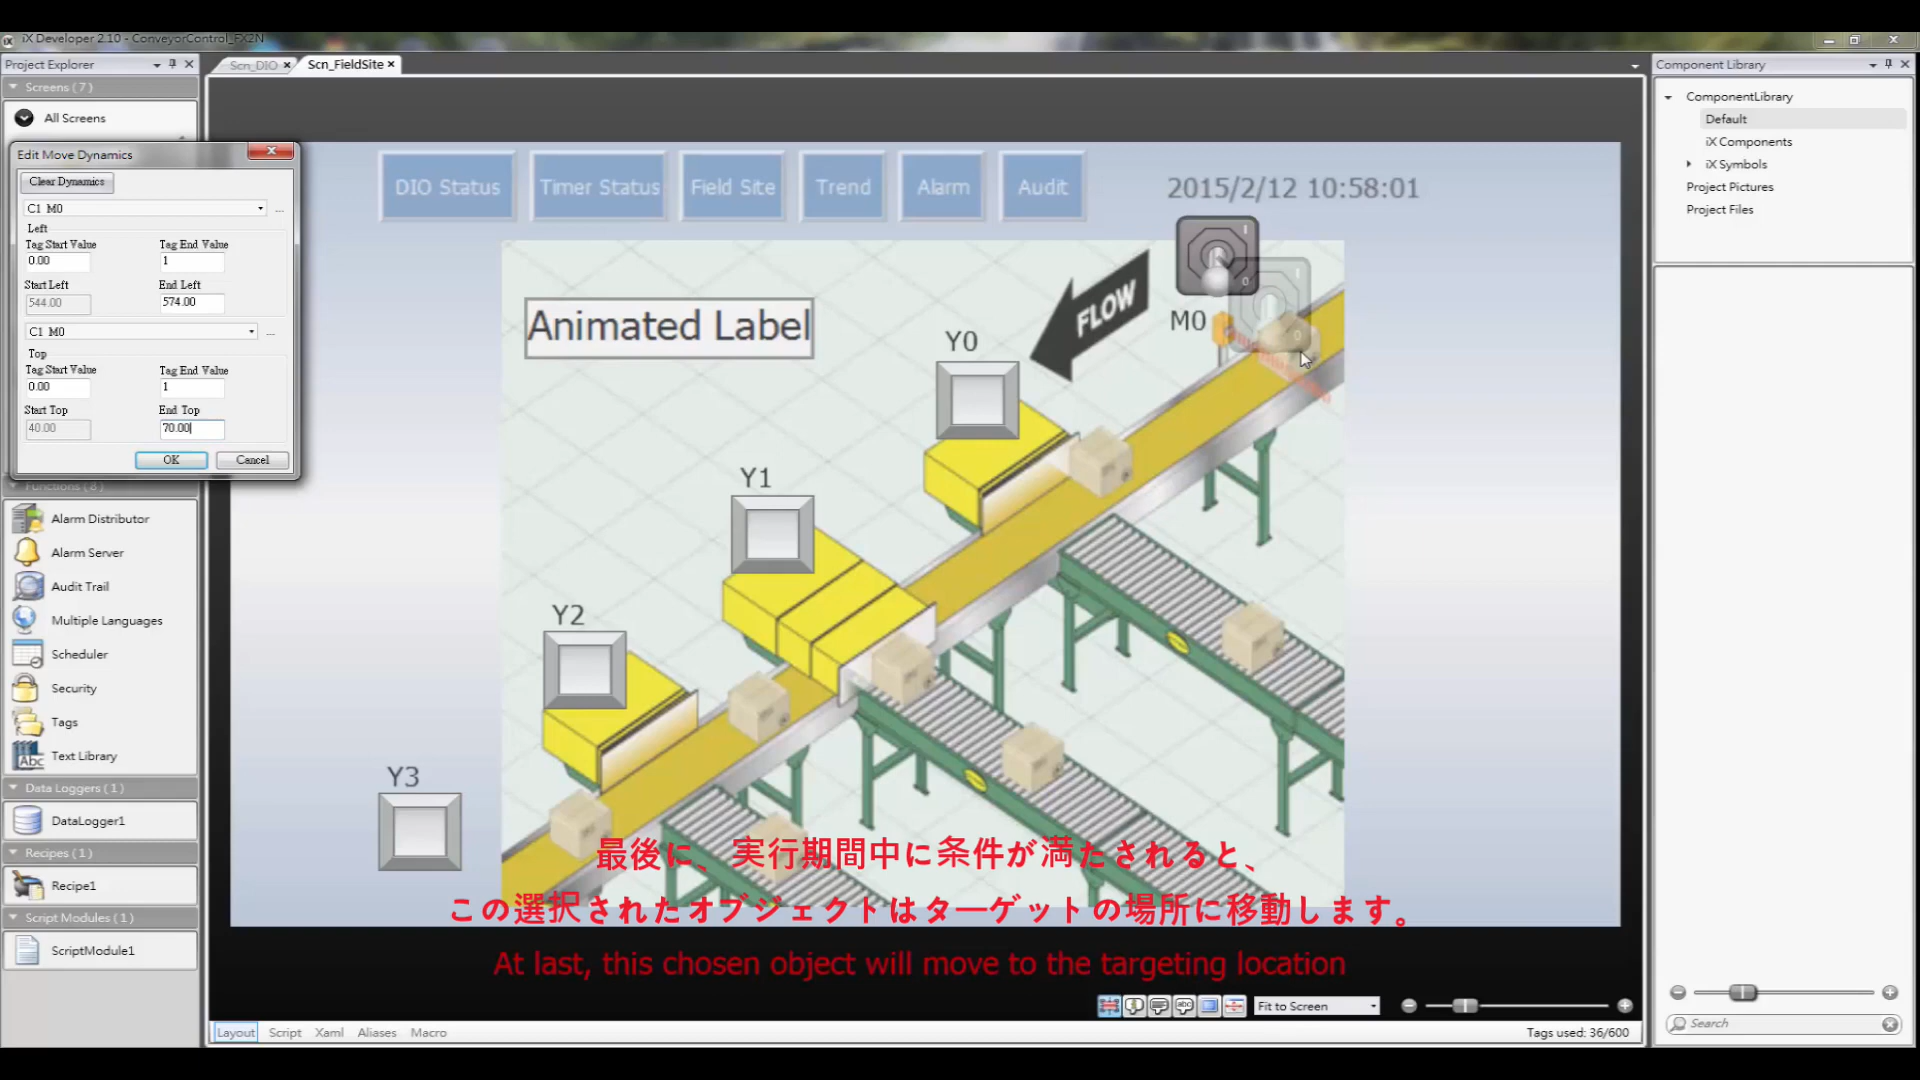 iX Developer 2.10 - ConveyorControl_FX2N
Project Explorer
Screens ( 7 )
All Screens
Scn_DIO
Scn_FieldSite
Edit Move Dynamics
Clear Dynamics
C1 M0
...
Left
Tag Start Value
Tag End Value
0.00
1
Start Left
End Left
544.00
574.00
C1 M0
...
Top
Tag Start Value
Tag End Value
0.00
1
Start Top
End Top
40.00
70.00
OK
Cancel
Functions ( 8 )
Alarm Distributor
Alarm Server
Audit Trail
Multiple Languages
Scheduler
Security
Tags
Text Library
Data Loggers ( 1 )
DataLogger1
Recipes ( 1 )
Recipe1
Script Modules ( 1 )
ScriptModule1
DIO Status
Timer Status
Field Site
Trend
Alarm
Audit
2015/2/12 10:58:01
Animated Label
FLOW
M0
Y0
Y1
Y2
Y3
最後に、実行期間中に条件が満たされると、
この選択されたオブジェクトはターゲットの場所に移動します。
At last, this chosen object will move to the targeting location
Fit to Screen
Layout
Script
Xaml
Aliases
Macro
Tags used: 36/600
Component Library
ComponentLibrary
Default
iX Components
iX Symbols
Project Pictures
Project Files
Search